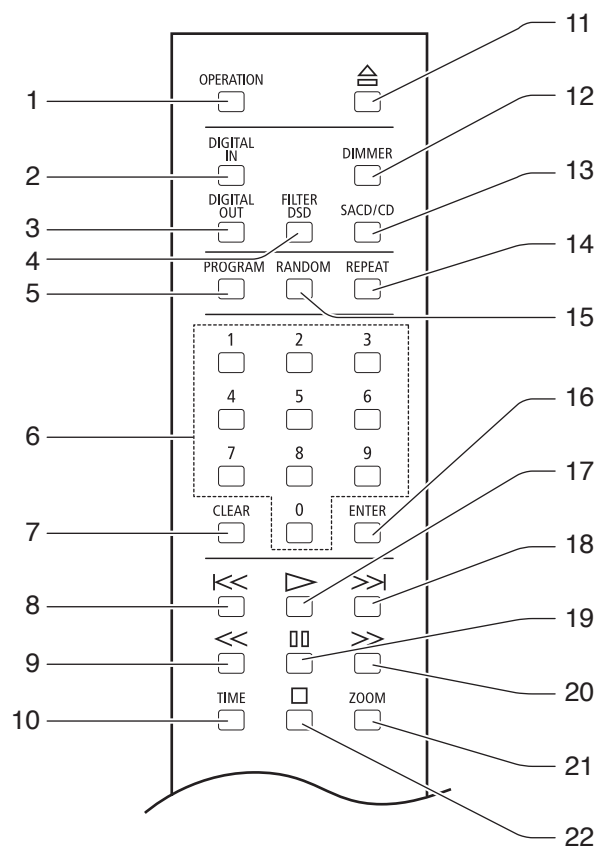 11
OPERATION
1
12
DIGITAL
IN
DIMMER
2
13
DIGITAL
OUT
FILTER
DSD
SACD/CD
3
4
14
PROGRAM RANDOM REPEAT
5
15
1 2 3
4 5 6
16
6
7 8 9
17
CLEAR 0 ENTER
7
18
8
19
9
20
TIME ZOOM
10
21
22